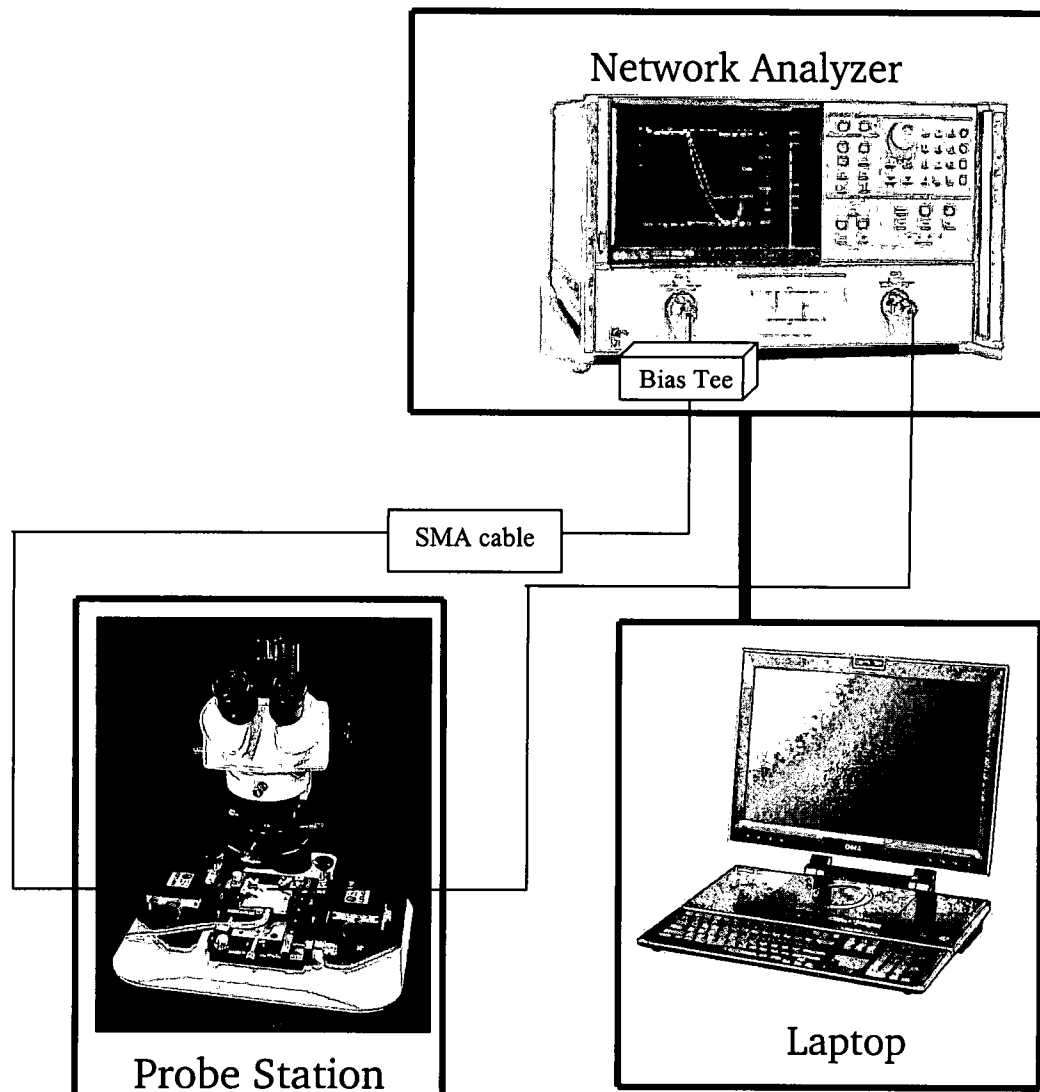 Network Analyzer
Bias Tee
SMA cable
Probe Station
Laptop